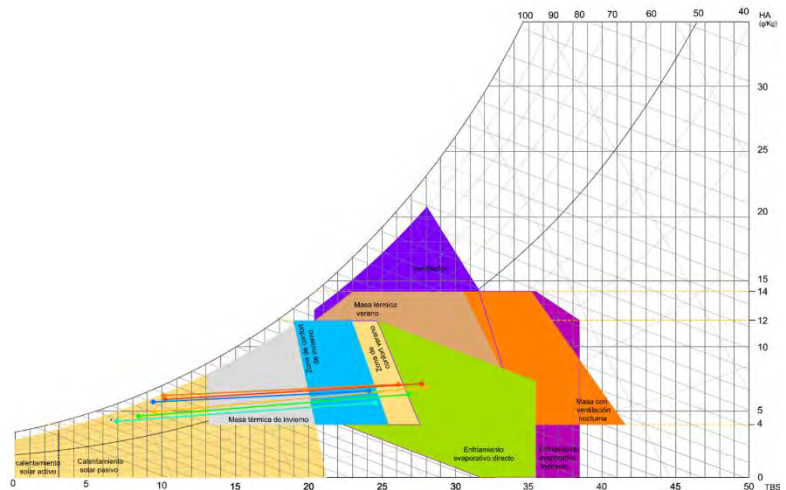 100 90 80 70 60 50 40 HA
(g/Kg)
30
25
20
15
Ventilación
14
Masa térmica
verano
12
Zona de confort
de invierno
Zona de
confort verano
10
5
Masa con
ventilación
nocturna
Masa térmica de invierno
4
Enfriamiento
evaporativo directo
Enfriamiento
evaporativo
indirecto
calentamiento
solar activo
Calentamiento
solar pasivo
0
0 5 10 15 20 25 30 35 40 45 50 TBS